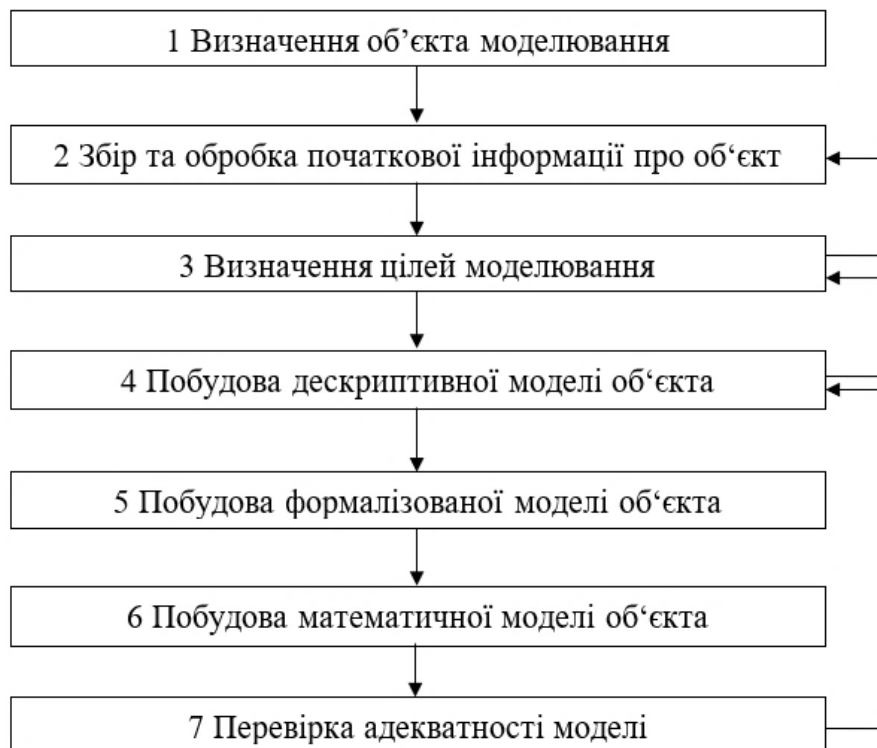 1 Визначення об’єкта моделювання
2 Збір та обробка початкової інформації про об‘єкт
3 Визначення цілей моделювання
4 Побудова дескриптивної моделі об‘єкта
5 Побудова формалізованої моделі об‘єкта
6 Побудова математичної моделі об‘єкта
7 Перевірка адекватності моделі